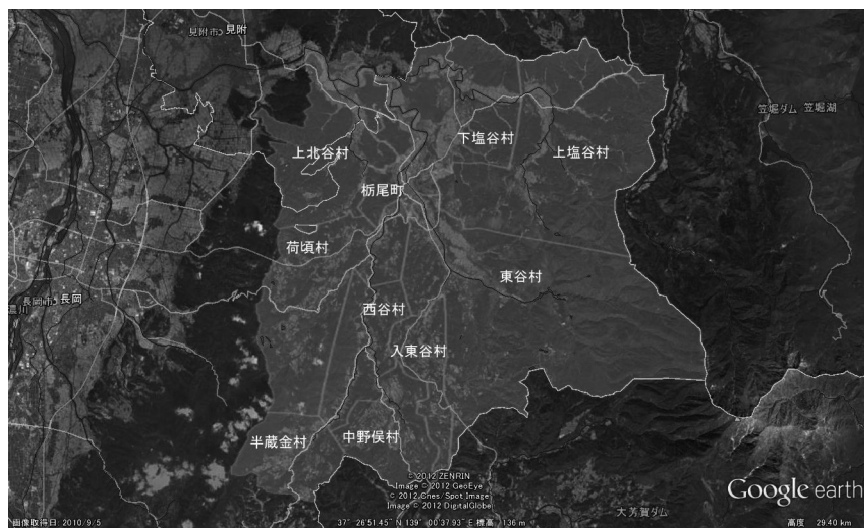 見附市 見附
笠堀ダム 笠堀湖
下塩谷村
上北谷村
上塩谷村
栃尾町
荷頃村
東谷村
長岡市 長岡
西谷村
入東谷村
半蔵金村
中野俣村
© 2012 ZENRIN
Image © 2012 GeoEye
© 2012 Cnes/Spot Image
Image © 2012 DigitalGlobe
Google earth
大芳賀ダム
画像取得日: 2010/9/5
37° 26'51.45" N 139° 00'37.93" E 標高 136 m
高度 29.40 km